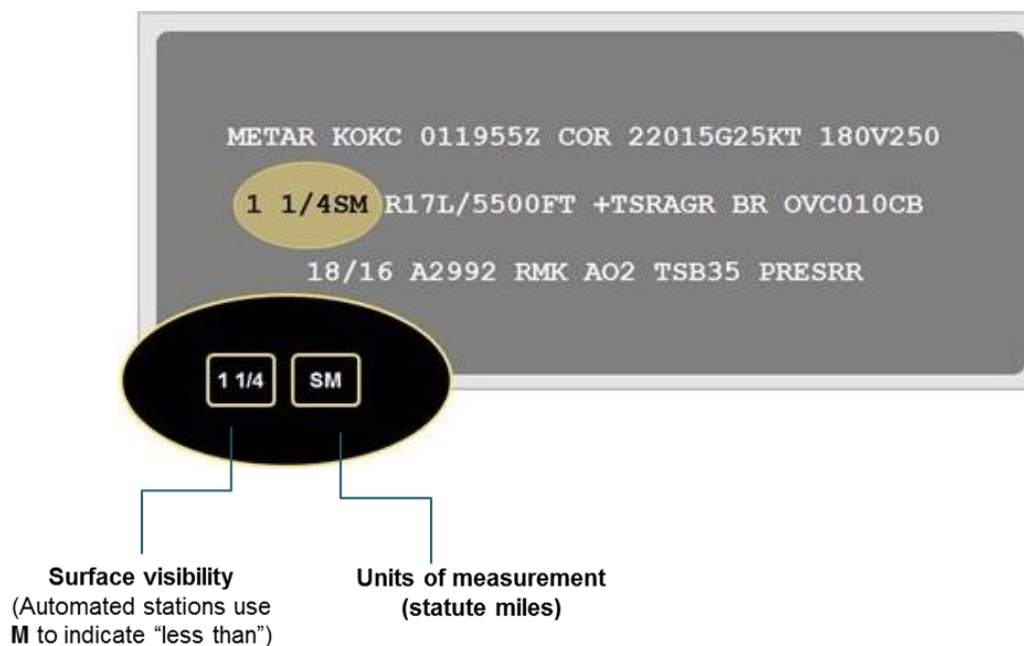 METAR KOKC 011955Z COR 22015G25KT 180V250
1 1/4SM R17L/5500FT +TSRAGR BR OVC010CB
18/16 A2992 RMK AO2 TSB35 PRESRR
1 1/4 SM
Surface visibility
(Automated stations use
M to indicate “less than”)
Units of measurement
(statute miles)